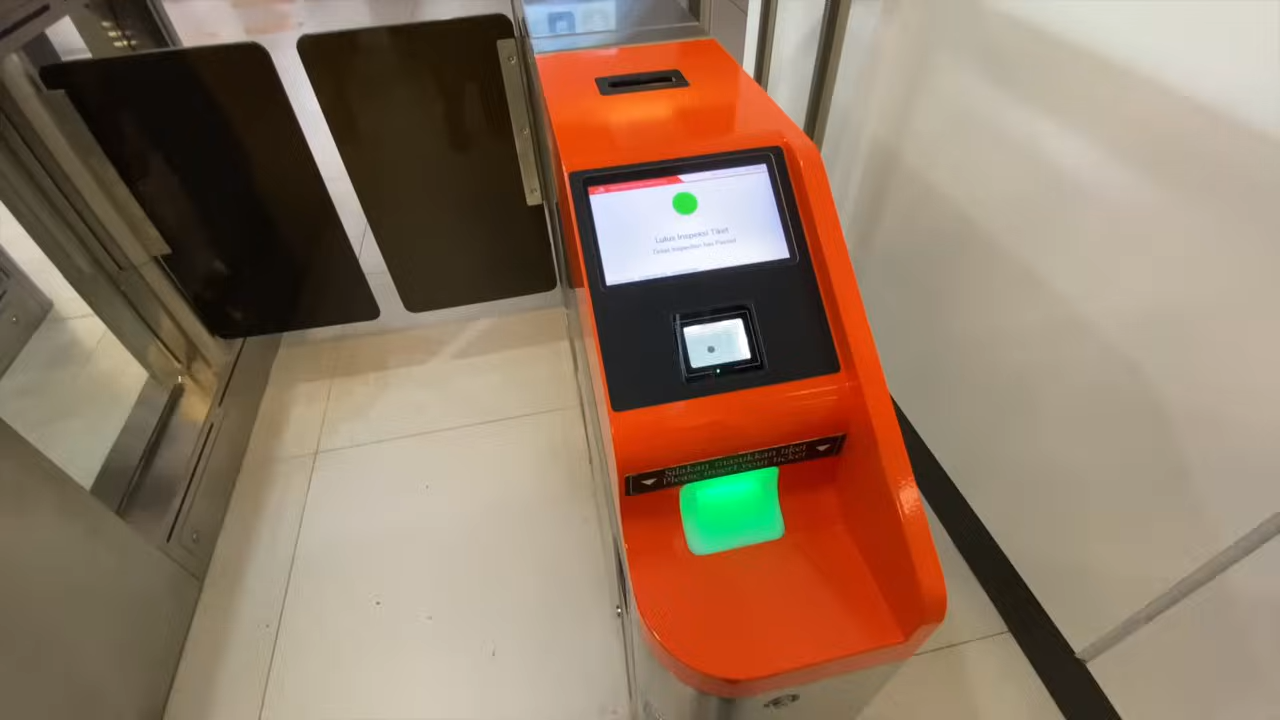 Lulus Inspeksi Tiket
Ticket Inspection has Passed
Silakan masukkan tiket
Please insert your ticket